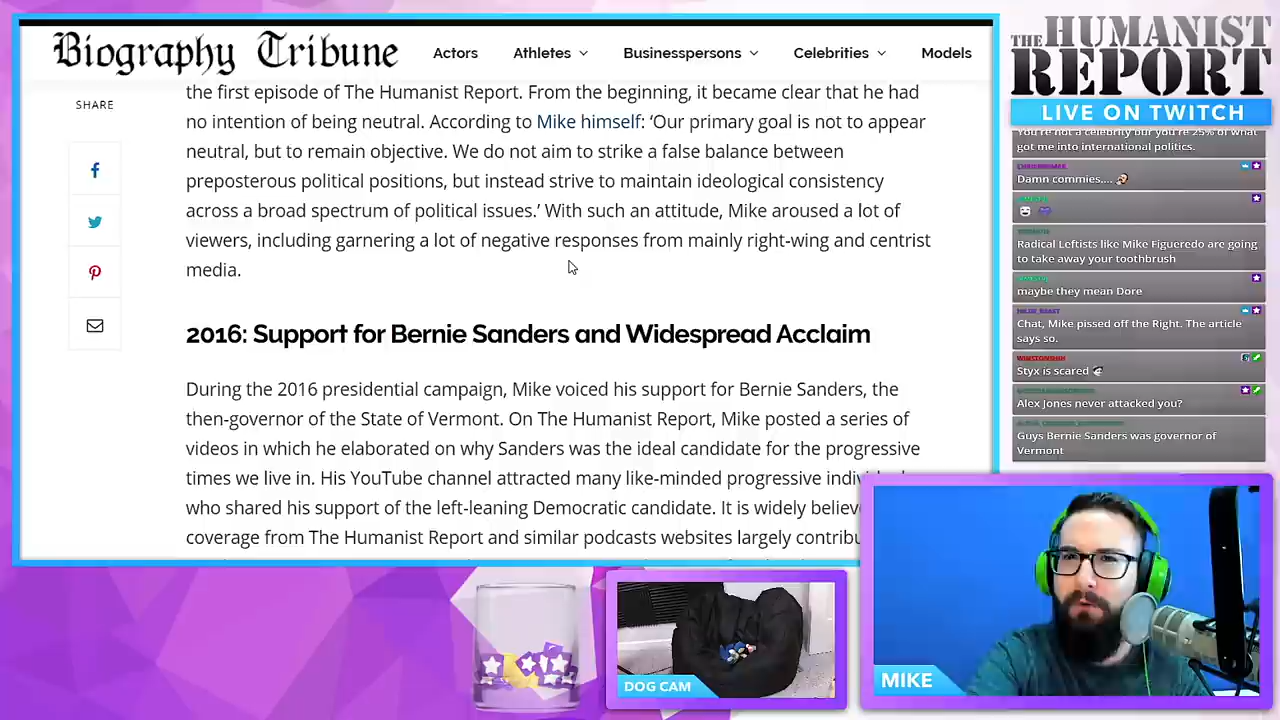 Biography Tribune
Actors
Athletes
Businesspersons
Celebrities
Models
SHARE
the first episode of The Humanist Report. From the beginning, it became clear that he had
no intention of being neutral. According to Mike himself: ‘Our primary goal is not to appear
neutral, but to remain objective. We do not aim to strike a false balance between
preposterous political positions, but instead strive to maintain ideological consistency
across a broad spectrum of political issues.’ With such an attitude, Mike aroused a lot of
viewers, including garnering a lot of negative responses from mainly right-wing and centrist
media.
2016: Support for Bernie Sanders and Widespread Acclaim
During the 2016 presidential campaign, Mike voiced his support for Bernie Sanders, the
then-governor of the State of Vermont. On The Humanist Report, Mike posted a series of
videos in which he elaborated on why Sanders was the ideal candidate for the progressive
times we live in. His YouTube channel attracted many like-minded progressive
who shared his support of the left-leaning Democratic candidate. It is widely
coverage from The Humanist Report and similar podcasts websites largely
THE HUMANIST
REPORT
LIVE ON TWITCH
You're not a celebrity but you're 25% of what
got me into international politics.
Damn commies....
Radical Leftists like Mike Figueredo are going
to take away your toothbrush
maybe they mean Dore
Chat, Mike pissed off the Right. The article
says so.
WINSTONSHH
Styx is scared
Alex Jones never attacked you?
Guys Bernie Sanders was governor of
Vermont
DOG CAM
MIKE